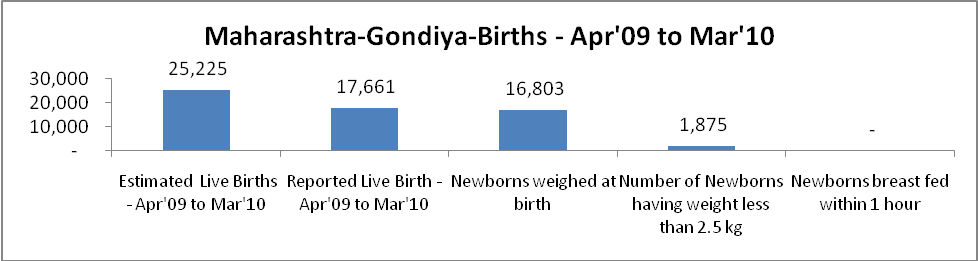 Maharashtra-Gondiya-Births - Apr'09 to Mar'10
30,000
20,000
10,000
-
25,225
17,661
16,803
1,875
-
Estimated Live Births
- Apr'09 to Mar'10
Reported Live Birth -
Apr'09 to Mar'10
Newborns weighed at
birth
Number of Newborns
having weight less
than 2.5 kg
Newborns breast fed
within 1 hour